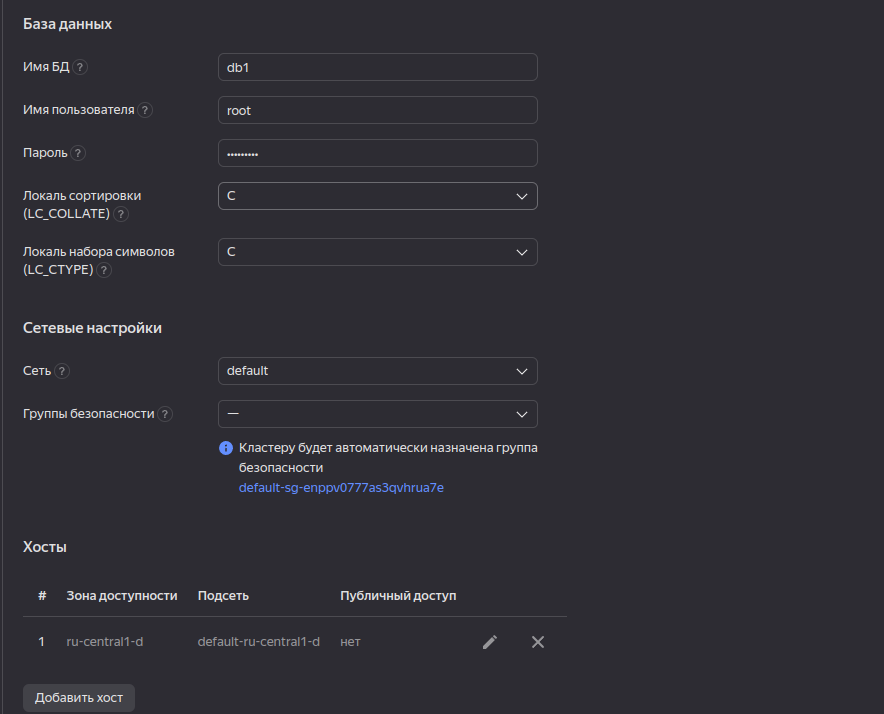 База данных
Имя БД ?
db1
Имя пользователя ?
root
Пароль ?
•••••••••
Локаль сортировки
(LC_COLLATE) ?
C
Локаль набора символов
(LC_CTYPE) ?
C
Сетевые настройки
Сеть ?
default
Группы безопасности ?
—
Кластеру будет автоматически назначена группа
безопасности
default-sg-enppv0777as3qvhrua7e
Хосты
# Зона доступности Подсеть Публичный доступ
1 ru-central1-d default-ru-central1-d нет
Добавить хост